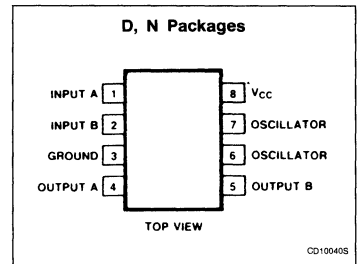 D, N Packages
INPUT A 1
INPUT B 2
GROUND 3
OUTPUT A 4
8 VCC
7 OSCILLATOR
6 OSCILLATOR
5 OUTPUT B
TOP VIEW
CD10040S